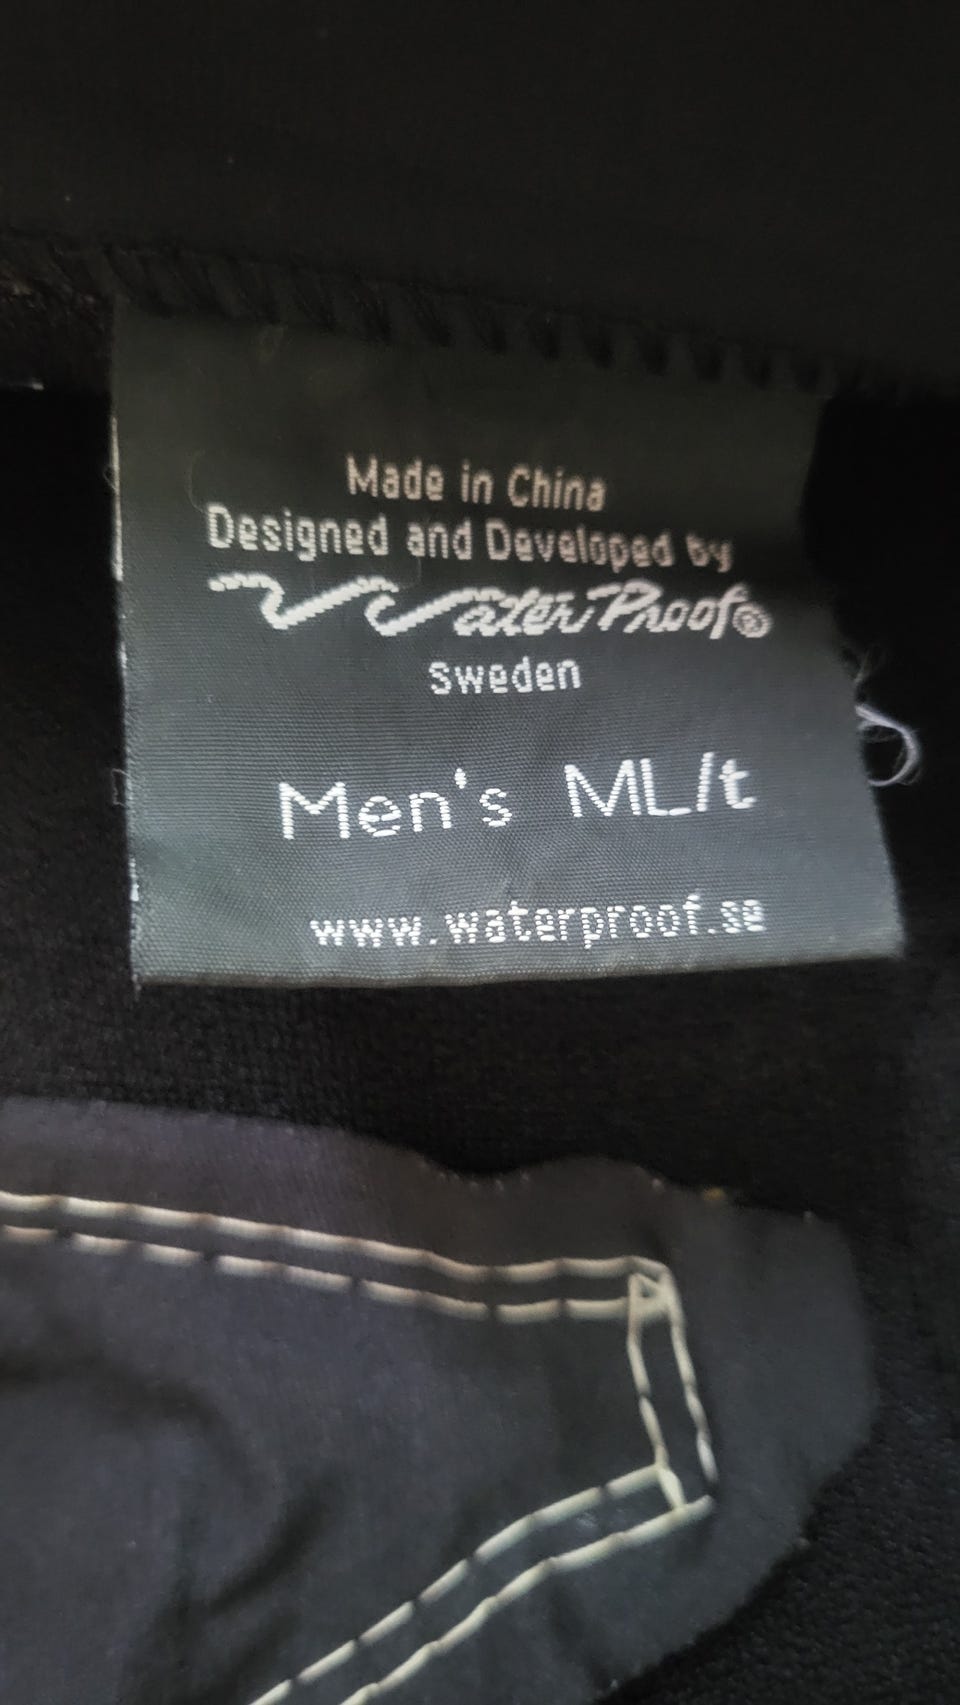 Made in China
Designed and Developed by
WaterProof®
sweden
Men's ML/t
www.waterproof.se